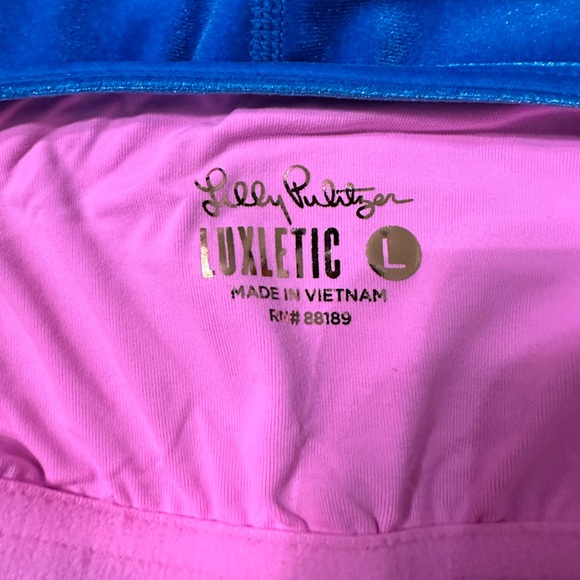 Lilly Pulitzer
LUXLETIC L
MADE IN VIETNAM
RN# 88189